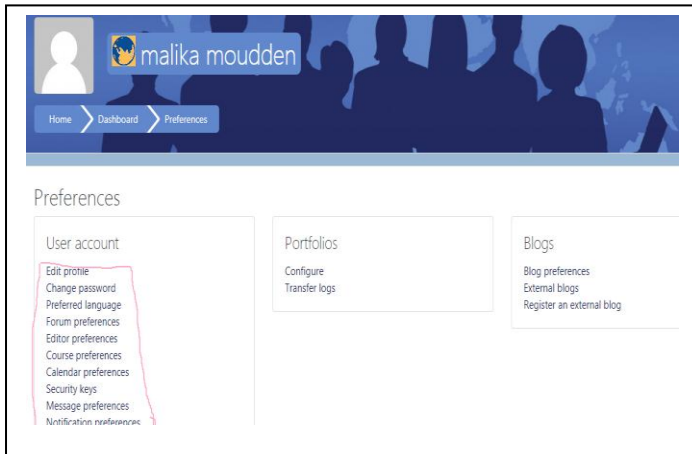 malika moudden
Home Dashboard Preferences
Preferences
User account
Edit profile
Change password
Preferred language
Forum preferences
Editor preferences
Course preferences
Calendar preferences
Security keys
Message preferences
Notification preferences
Portfolios
Configure
Transfer logs
Blogs
Blog preferences
External blogs
Register an external blog